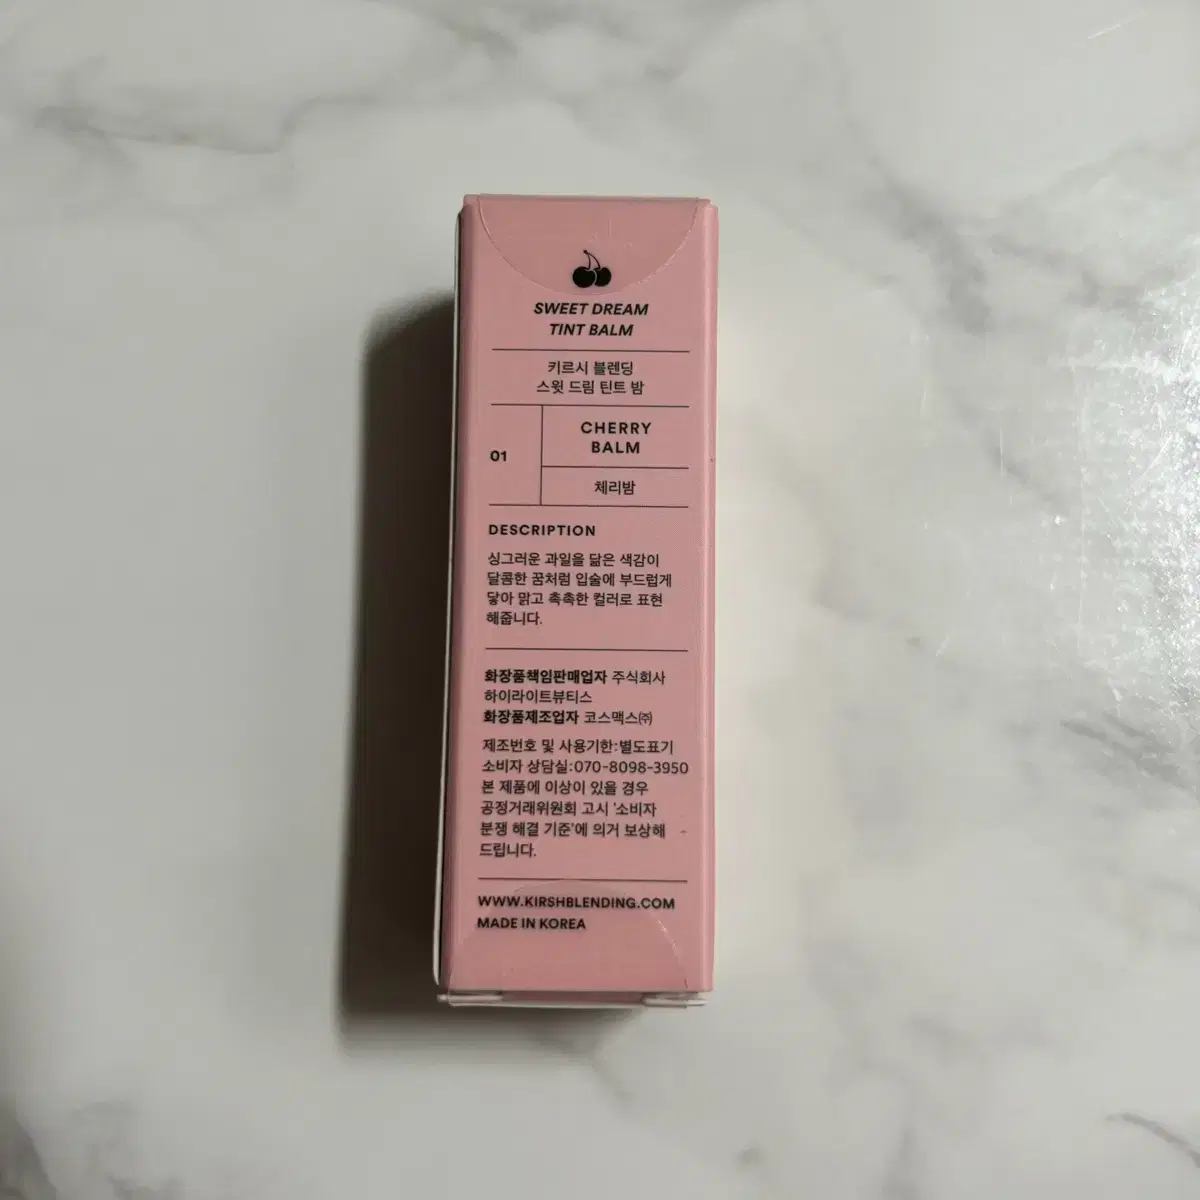 SWEET DREAM
TINT BALM
키르시 블렌딩
스윗 드림 틴트 밤
01
CHERRY
BALM
체리밤
DESCRIPTION
싱그러운 과일을 닮은 색감이
달콤한 꿈처럼 입술에 부드럽게
닿아 맑고 촉촉한 컬러로 표현
해줍니다.
화장품책임판매업자 주식회사
하이라이트뷰티스
화장품제조업자 코스맥스㈜
제조번호 및 사용기한:별도표기
소비자 상담실:070-8098-3950
본 제품에 이상이 있을 경우
공정거래위원회 고시 '소비자
분쟁 해결 기준'에 의거 보상해
드립니다.
WWW.KIRSHBLENDING.COM
MADE IN KOREA